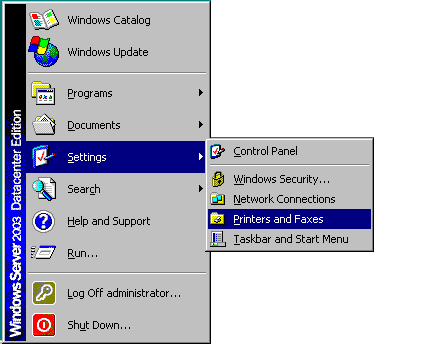 Windows Catalog
Windows Update
Programs
Documents
Settings
Search
Help and Support
Run...
Log Off administrator...
Shut Down...
Windows Server 2003 Datacenter Edition
Control Panel
Windows Security...
Network Connections
Printers and Faxes
Taskbar and Start Menu